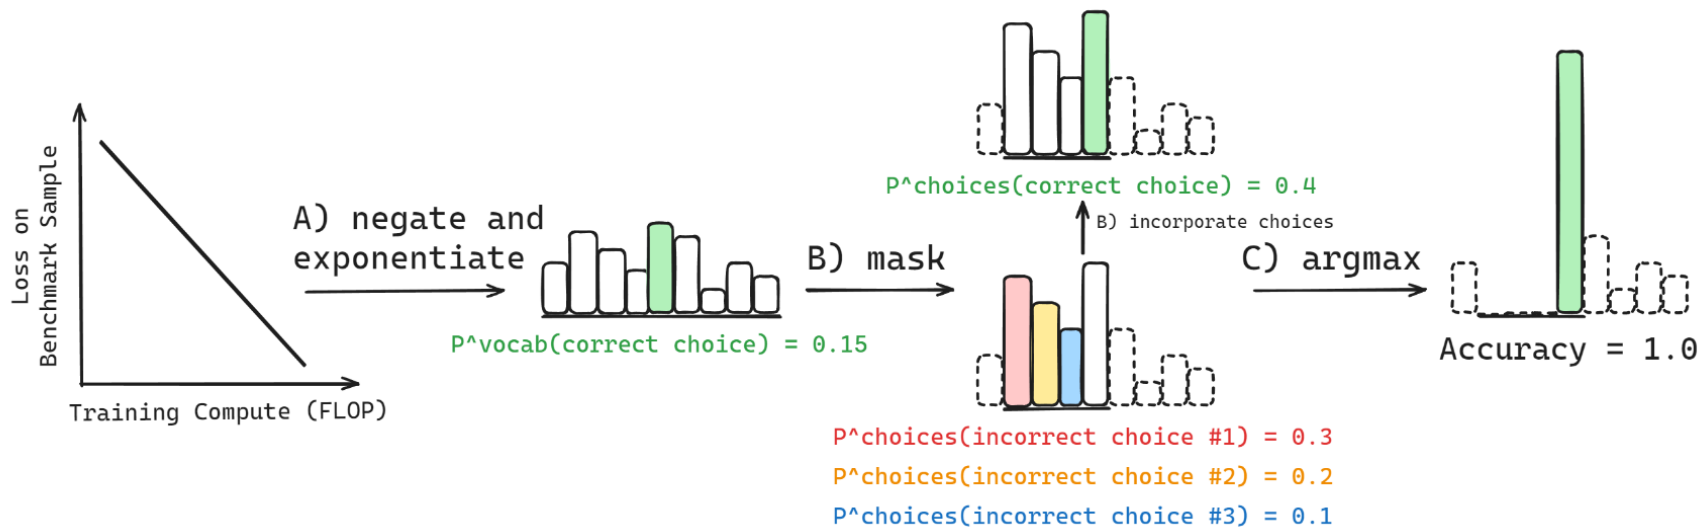 Loss on
Benchmark Sample
Training Compute (FLOP)
A) negate and
exponentiate
P^vocab(correct choice) = 0.15
B) mask
P^choices(correct choice) = 0.4
B) incorporate choices
P^choices(incorrect choice #1) = 0.3
P^choices(incorrect choice #2) = 0.2
P^choices(incorrect choice #3) = 0.1
C) argmax
Accuracy = 1.0